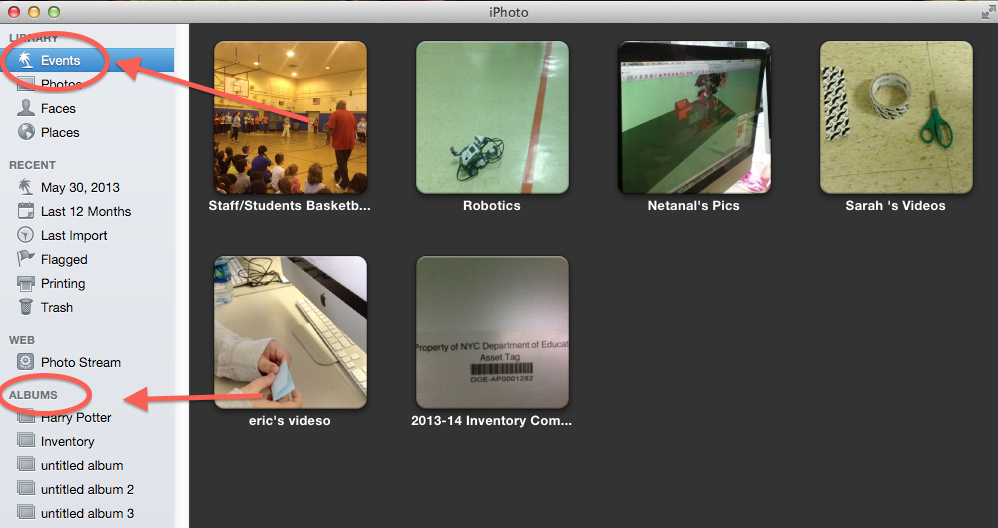 iPhoto
LIBRARY
Events
Photos
Faces
Places
RECENT
May 30, 2013
Last 12 Months
Last Import
Flagged
Printing
Trash
WEB
Photo Stream
ALBUMS
Harry Potter
Inventory
untitled album
untitled album 2
untitled album 3
Staff/Students Basketb...
Robotics
Netanal's Pics
Sarah 's Videos
Property of NYC Department of Educat
Asset Tag
DOE-AP0001282
eric's videso
2013-14 Inventory Com...